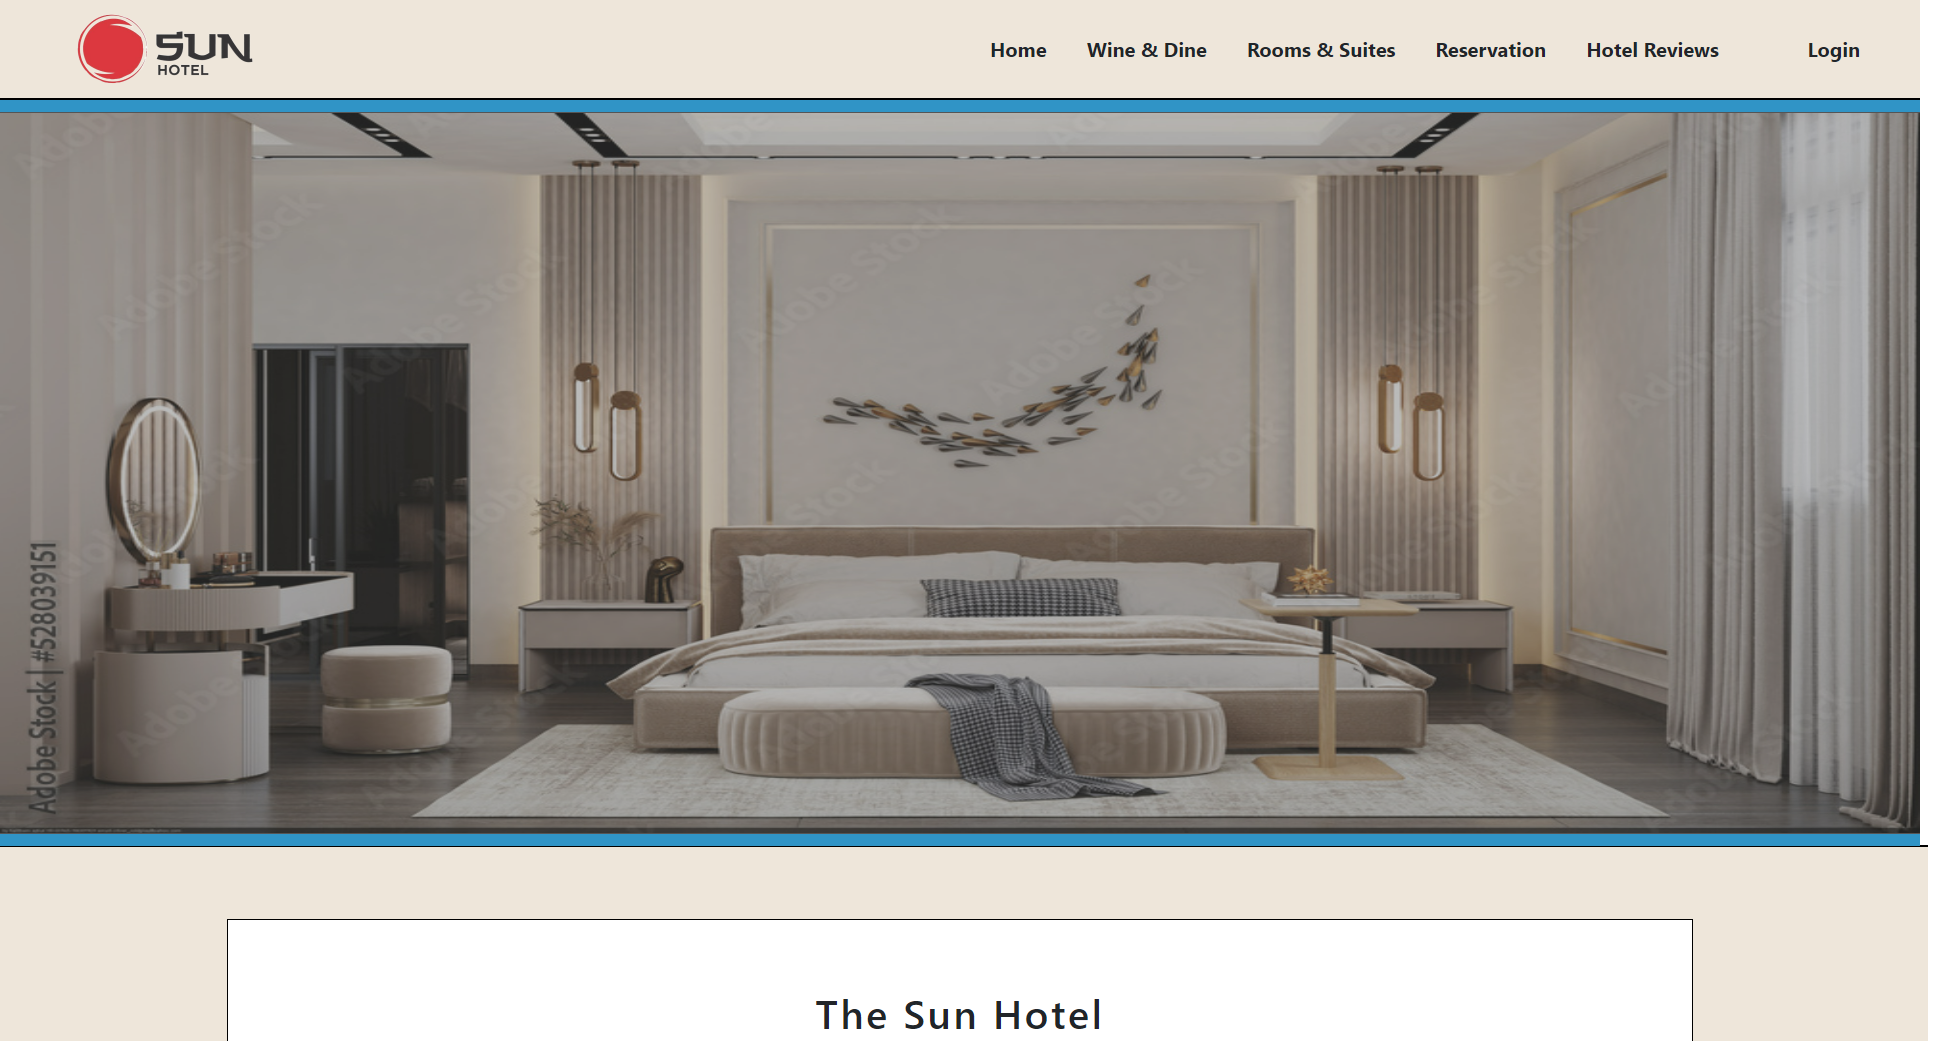 SUN
HOTEL
Home
Wine & Dine
Rooms & Suites
Reservation
Hotel Reviews
Login
Adobe Stock | #528039151
The Sun Hotel